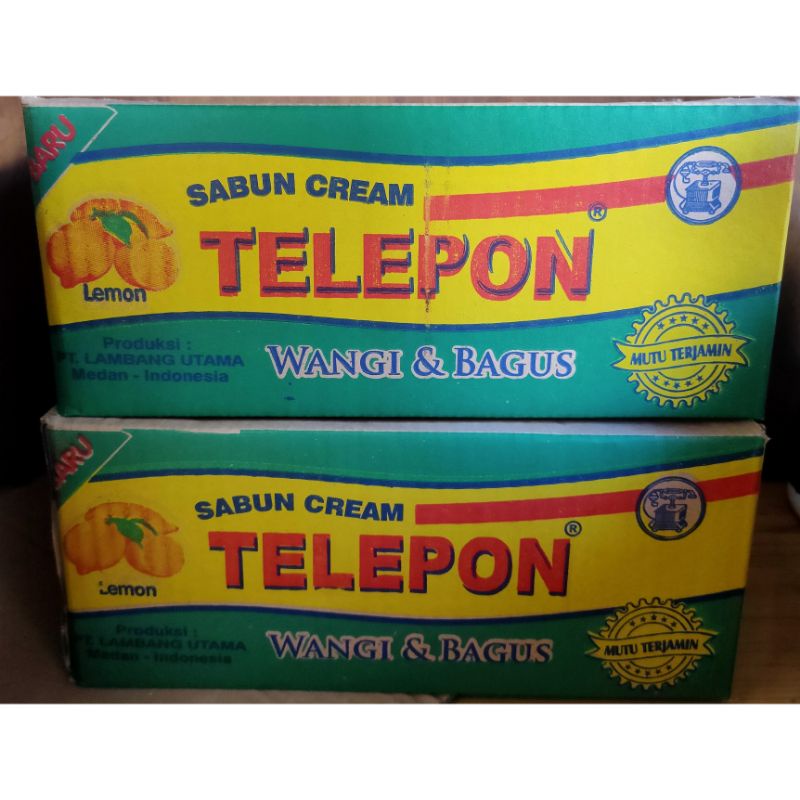 BARU
SABUN CREAM
TELEPON®
Lemon
Produksi :
PT. LAMBANG UTAMA
Medan - Indonesia
WANGI & BAGUS
MUTU TERJAMIN
BARU
SABUN CREAM
TELEPON®
Lemon
Produksi :
PT. LAMBANG UTAMA
Medan - Indonesia
WANGI & BAGUS
MUTU TERJAMIN